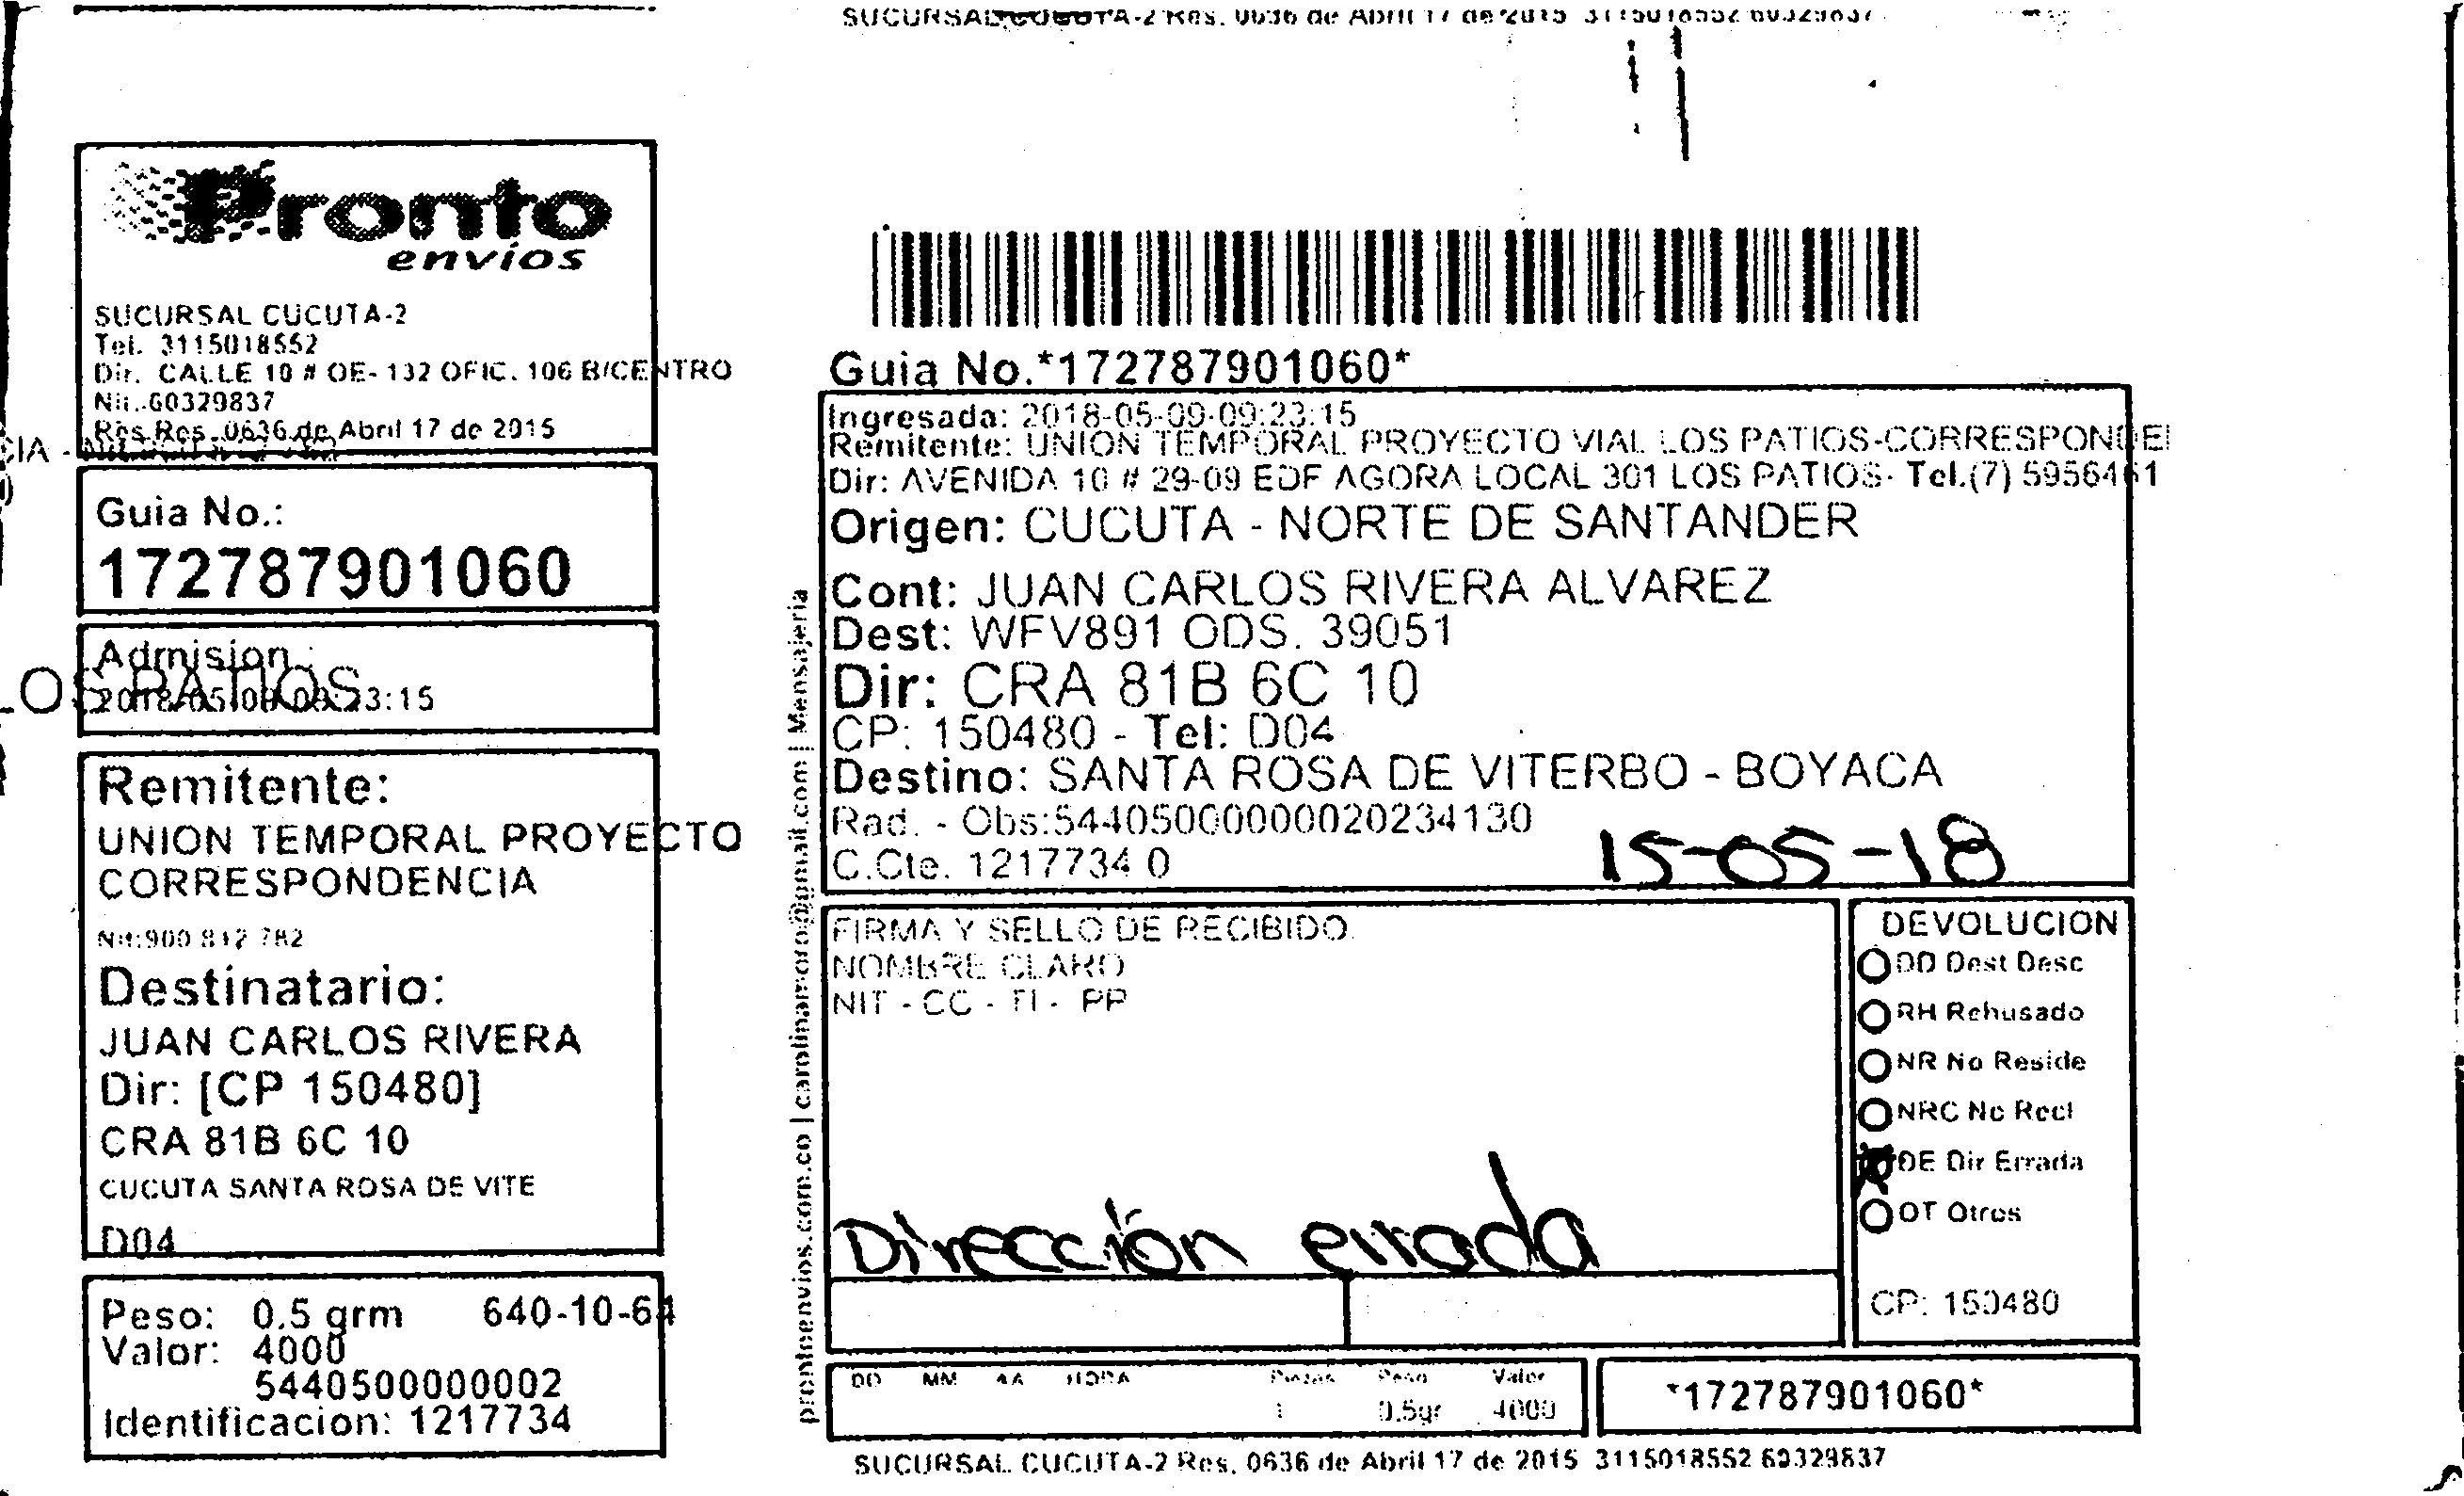 SUCURSAL CUCUTA-2 Res. 0636 de Abril 17 de 2015 3115018552 60329837
Pronto
envíos
SUCURSAL CUCUTA-2
Tel. 3115018552
Dir. CALLE 10 # OE-132 OFIC. 106 B/CENTRO
Nit..60329837
Res.Res. 0636 de Abril 17 de 2015
CIA -
Guia No.:
172787901060
Admision :
2018-05-09-09:23:15
LOS PATIOS
Remitente:
UNION TEMPORAL PROYECTO
CORRESPONDENCIA
Nit:900 812 782
Destinatario:
JUAN CARLOS RIVERA
Dir: [CP 150480]
CRA 81B 6C 10
CUCUTA SANTA ROSA DE VITE
D04
Peso: 0.5 grm 640-10-64
Valor: 4000
5440500000002
Identificacion: 1217734
prontoenvios.com.co | | Mensajeria
Guia No.*172787901060*
Ingresada: 2018-05-09-09:23:15
Remitente: UNION TEMPORAL PROYECTO VIAL LOS PATIOS-CORRESPONDE
Dir: AVENIDA 10 # 29-09 EDF AGORA LOCAL 301 LOS PATIOS- Tel.(7) 5956461
Origen: CUCUTA - NORTE DE SANTANDER
Cont: JUAN CARLOS RIVERA ALVAREZ
Dest: WFV891 ODS. 39051
Dir: CRA 81B 6C 10
CP: 150480 - Tel: D04
Destino: SANTA ROSA DE VITERBO - BOYACA
Rad. - Obs:54405000000020234130
C.Cte. 1217734 0
15-05-18
FIRMA Y SELLO DE RECIBIDO
NOMBRE CLARO
NIT - CC - TI - PP
Dirección errada
DEVOLUCION
DD Dest Desc
RH Rehusado
NR No Reside
NRC No Recl
DE Dir Errada
OT Otros
CP: 150480
DD MM AA HORA Piezas Peso Valor
1 0.5gr 4000
*172787901060*
SUCURSAL CUCUTA-2 Res. 0636 de Abril 17 de 2015 3115018552 60329837